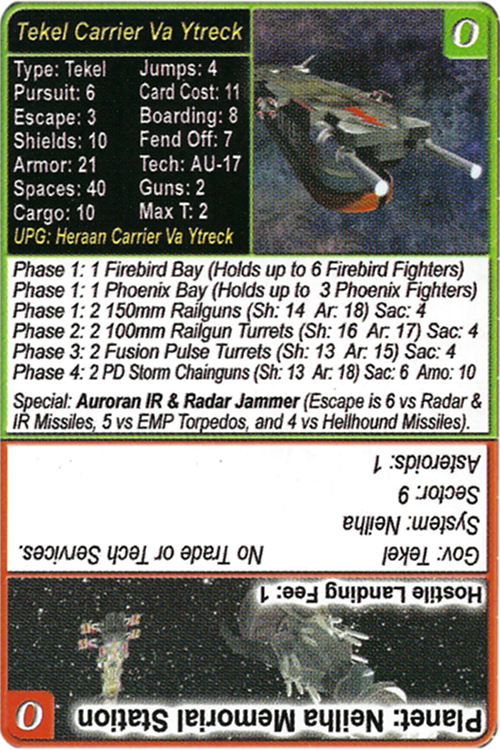 Tekel Carrier Va Ytreck
0
Type: Tekel Jumps: 4
Pursuit: 6 Card Cost: 11
Escape: 3 Boarding: 8
Shields: 10 Fend Off: 7
Armor: 21 Tech: AU-17
Spaces: 40 Guns: 2
Cargo: 10 Max T: 2
UPG: Heraan Carrier Va Ytreck
Phase 1: 1 Firebird Bay (Holds up to 6 Firebird Fighters)
Phase 1: 1 Phoenix Bay (Holds up to 3 Phoenix Fighters)
Phase 1: 2 150mm Railguns (Sh: 14 Ar: 18) Sac: 4
Phase 2: 2 100mm Railgun Turrets (Sh: 16 Ar: 17) Sac: 4
Phase 3: 2 Fusion Pulse Turrets (Sh: 13 Ar: 15) Sac: 4
Phase 4: 2 PD Storm Chainguns (Sh: 13 Ar: 18) Sac: 6 Amo: 10
Special: Auroran IR & Radar Jammer (Escape is 6 vs Radar &
IR Missiles, 5 vs EMP Torpedos, and 4 vs Hellhound Missiles).
Planet: Neilha Memorial Station
0
Hostile Landing Fee: 1
Gov: Tekel No Trade or Tech Services.
System: Neilha
Sector: 9
Asteroids: 1